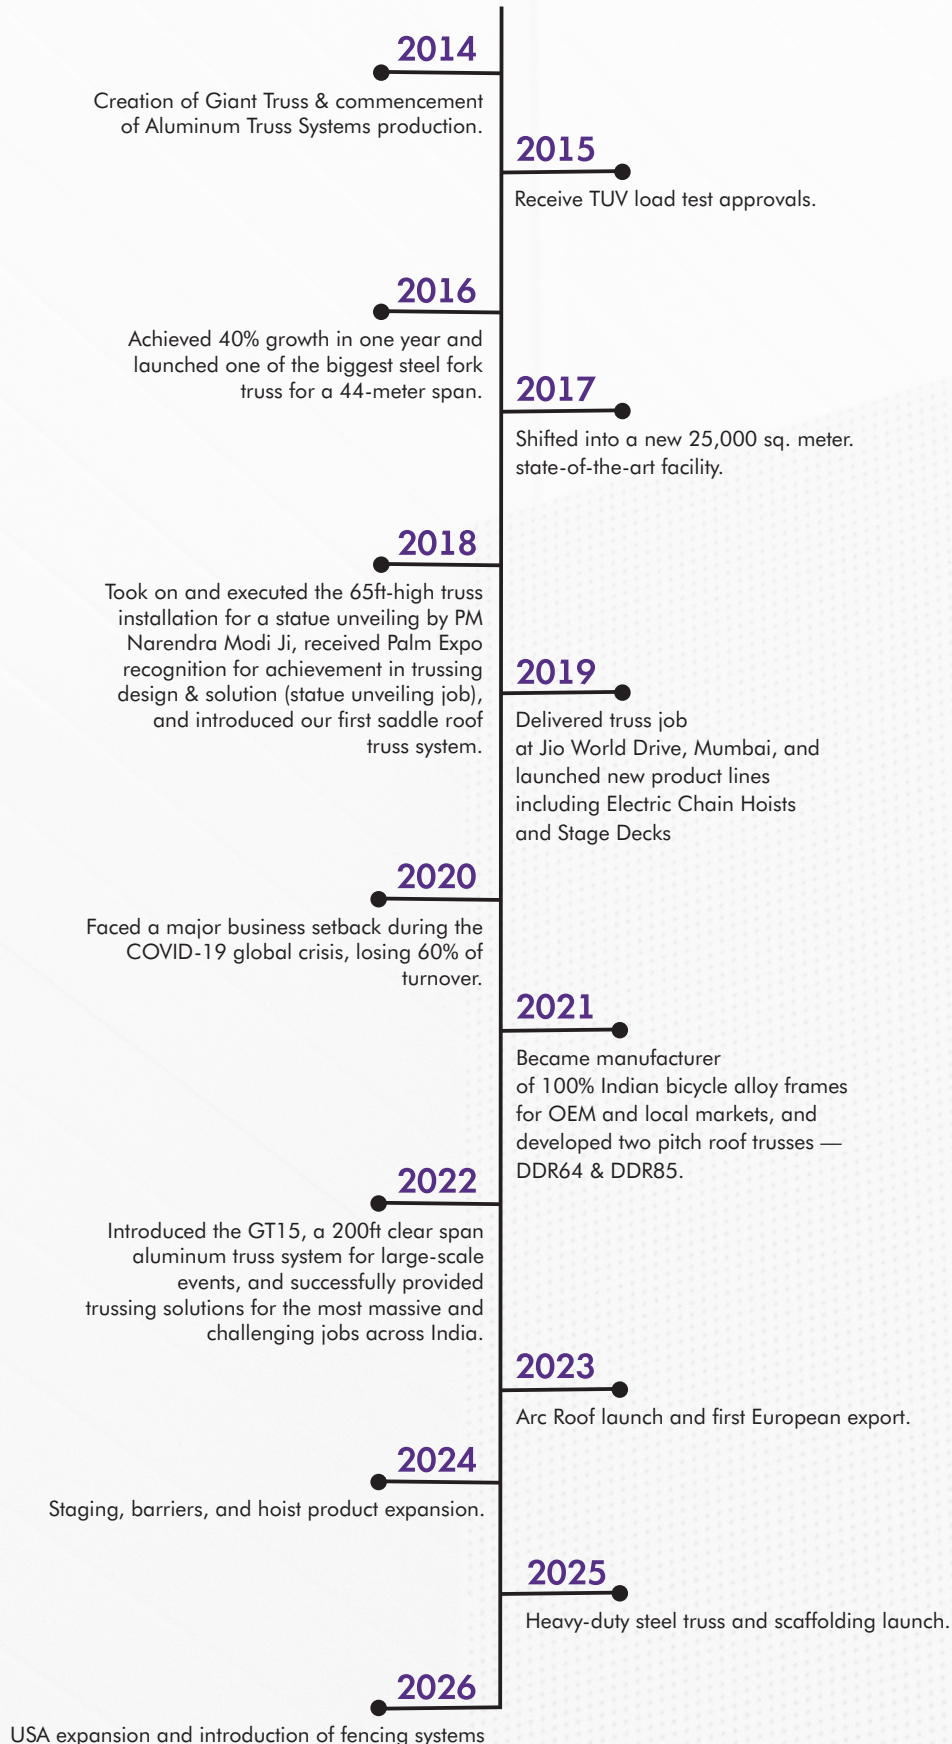 2014
Creation of Giant Truss & commencement
of Aluminum Truss Systems production.
2015
Receive TUV load test approvals.
2016
Achieved 40% growth in one year and
launched one of the biggest steel fork
truss for a 44-meter span.
2017
Shifted into a new 25,000 sq. meter.
state-of-the-art facility.
2018
Took on and executed the 65ft-high truss
installation for a statue unveiling by PM
Narendra Modi Ji, received Palm Expo
recognition for achievement in trussing
design & solution (statue unveiling job),
and introduced our first saddle roof
truss system.
2019
Delivered truss job
at Jio World Drive, Mumbai, and
launched new product lines
including Electric Chain Hoists
and Stage Decks
2020
Faced a major business setback during the
COVID-19 global crisis, losing 60% of
turnover.
2021
Became manufacturer
of 100% Indian bicycle alloy frames
for OEM and local markets, and
developed two pitch roof trusses —
DDR64 & DDR85.
2022
Introduced the GT15, a 200ft clear span
aluminum truss system for large-scale
events, and successfully provided
trussing solutions for the most massive and
challenging jobs across India.
2023
Arc Roof launch and first European export.
2024
Staging, barriers, and hoist product expansion.
2025
Heavy-duty steel truss and scaffolding launch.
2026
USA expansion and introduction of fencing systems